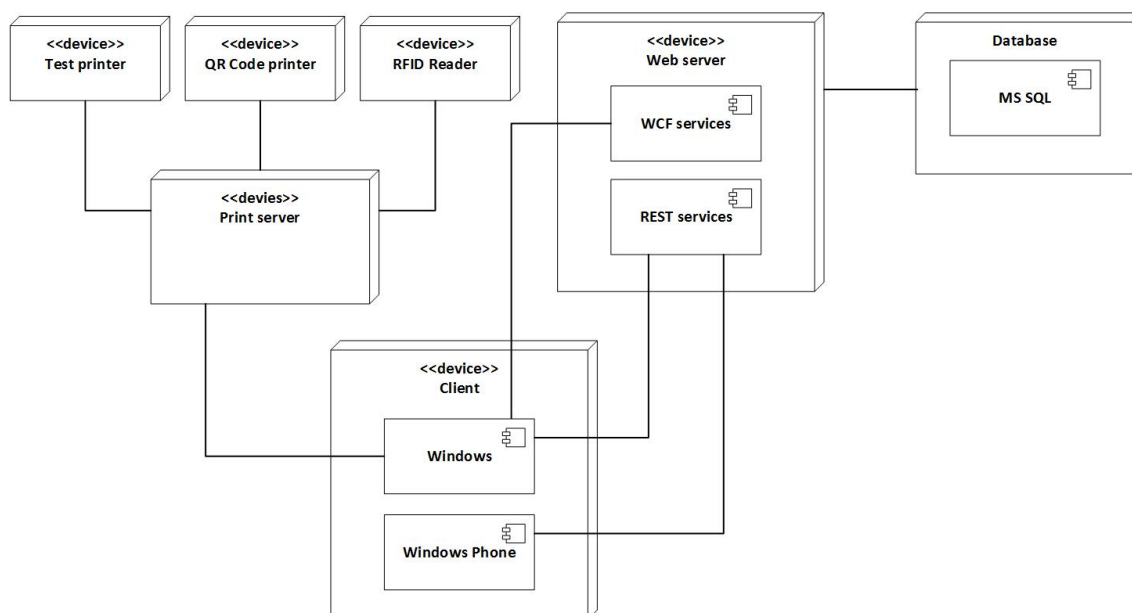 <<device>>
Test printer
<<device>>
QR Code printer
<<device>>
RFID Reader
<<device>>
Web server
WCF services
REST services
Database
MS SQL
<<devies>>
Print server
<<device>>
Client
Windows
Windows Phone